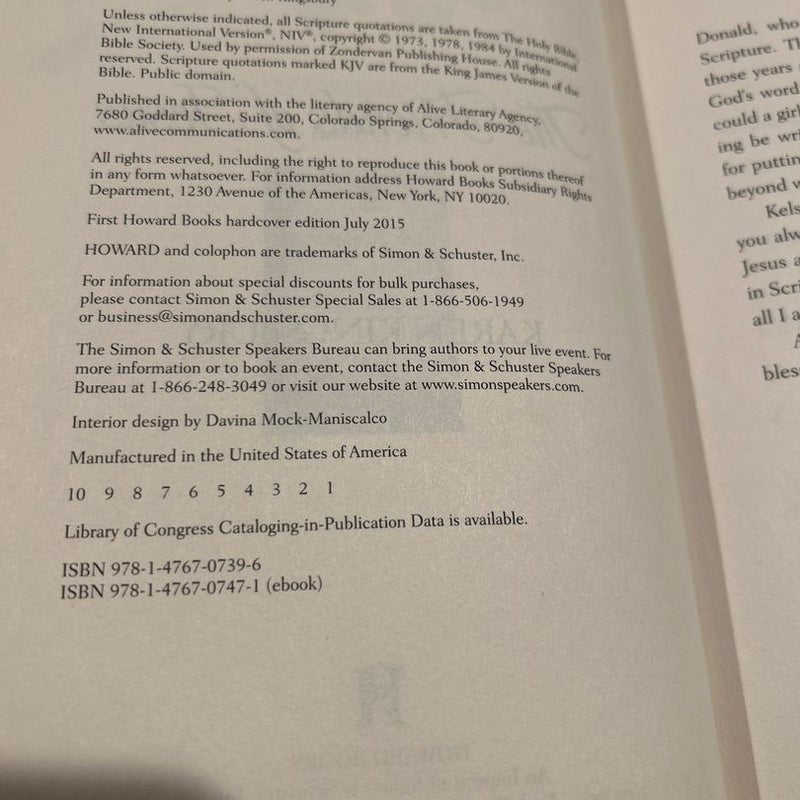 Unless otherwise indicated, all Scripture quotations are taken from The Holy Bible,
New International Version®, NIV®, copyright © 1973, 1978, 1984 by International
Bible Society. Used by permission of Zondervan Publishing House. All rights
reserved. Scripture quotations marked KJV are from the King James Version of the
Bible. Public domain.
Published in association with the literary agency of Alive Literary Agency,
7680 Goddard Street, Suite 200, Colorado Springs, Colorado, 80920,
www.alivecommunications.com.
All rights reserved, including the right to reproduce this book or portions thereof
in any form whatsoever. For information address Howard Books Subsidiary Rights
Department, 1230 Avenue of the Americas, New York, NY 10020.
First Howard Books hardcover edition July 2015
HOWARD and colophon are trademarks of Simon & Schuster, Inc.
For information about special discounts for bulk purchases,
please contact Simon & Schuster Special Sales at 1-866-506-1949
or business@simonandschuster.com.
The Simon & Schuster Speakers Bureau can bring authors to your live event. For
more information or to book an event, contact the Simon & Schuster Speakers
Bureau at 1-866-248-3049 or visit our website at www.simonspeakers.com.
Interior design by Davina Mock-Maniscalco
Manufactured in the United States of America
10 9 8 7 6 5 4 3 2 1
Library of Congress Cataloging-in-Publication Data is available.
ISBN 978-1-4767-0739-6
ISBN 978-1-4767-0747-1 (ebook)
Donald, who
Scripture. Th
those years
God's word
could a girl
ing be wri
for puttin
beyond w
Kels
you alw
Jesus a
in Scri
all I a
A
bles